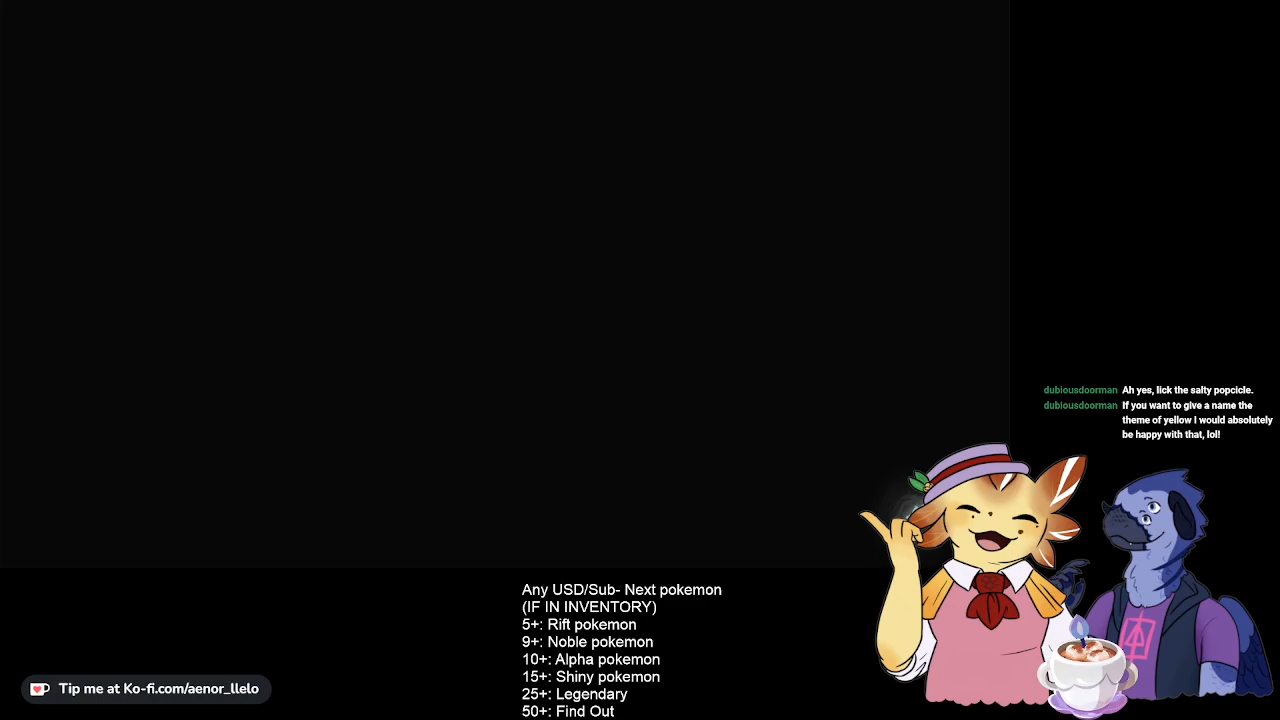 dubiousdoorman Ah yes, lick the salty popcicle.
dubiousdoorman If you want to give a name the
theme of yellow I would absolutely
be happy with that, lol!
Any USD/Sub- Next pokemon
(IF IN INVENTORY)
5+: Rift pokemon
9+: Noble pokemon
10+: Alpha pokemon
15+: Shiny pokemon
25+: Legendary
50+: Find Out
Tip me at Ko-fi.com/aenor_llelo